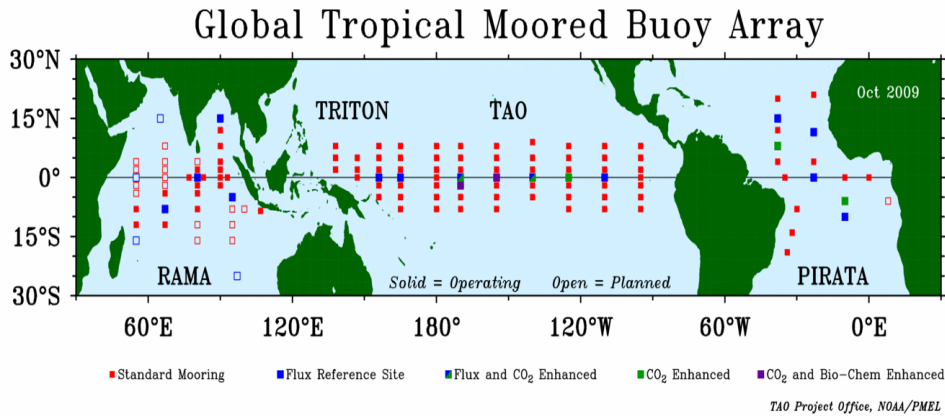 Global Tropical Moored Buoy Array
30°N
15°N
0°
15°S
30°S
Oct 2009
TRITON
TAO
RAMA
Solid = Operating
Open = Planned
PIRATA
60°E
120°E
180°
120°W
60°W
0°E
Standard Mooring
Flux Reference Site
Flux and CO₂ Enhanced
CO₂ Enhanced
CO₂ and Bio-Chem Enhanced
TAO Project Office, NOAA/PMEL